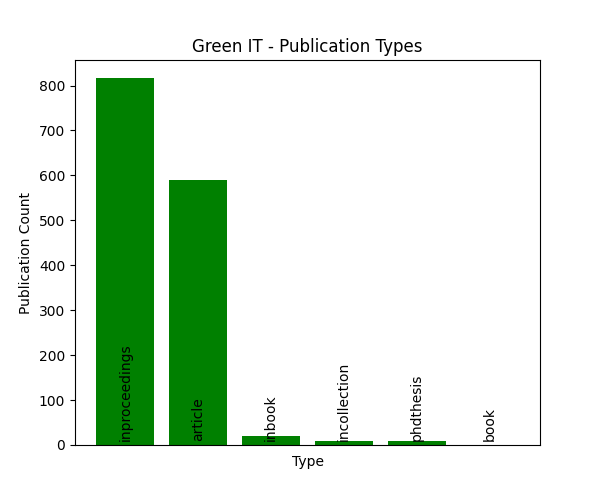 Green IT - Publication Types
Publication Count
800
700
600
500
400
300
200
100
0
inproceedings
article
inbook
incollection
phdthesis
book
Type